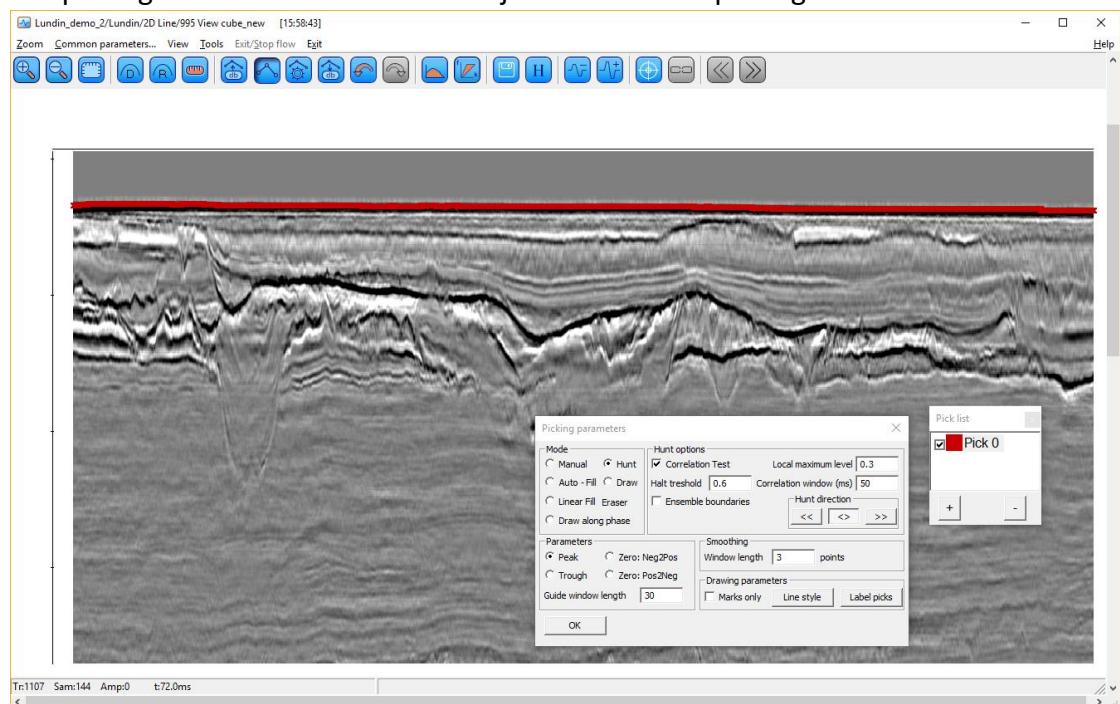 Lundin_demo_2/Lundin/2D Line/995 View cube_new [15:58:43]
Zoom Common parameters... View Tools Exit/Stop flow Exit Help
D R db db H
Picking parameters
Pick list
Mode
Hunt options
Manual Hunt
Correlation Test Local maximum level 0.3
Pick 0
Auto - Fill Draw
Halt treshold 0.6 Correlation window (ms) 50
Linear Fill Eraser
Ensemble boundaries Hunt direction
Draw along phase
<< <> >>
+ -
Parameters
Smoothing
Peak Zero: Neg2Pos
Window length 3 points
Trough Zero: Pos2Neg
Drawing parameters
Guide window length 30
Marks only Line style Label picks
OK
Tr:1107 Sam:144 Amp:0 t:72.0ms